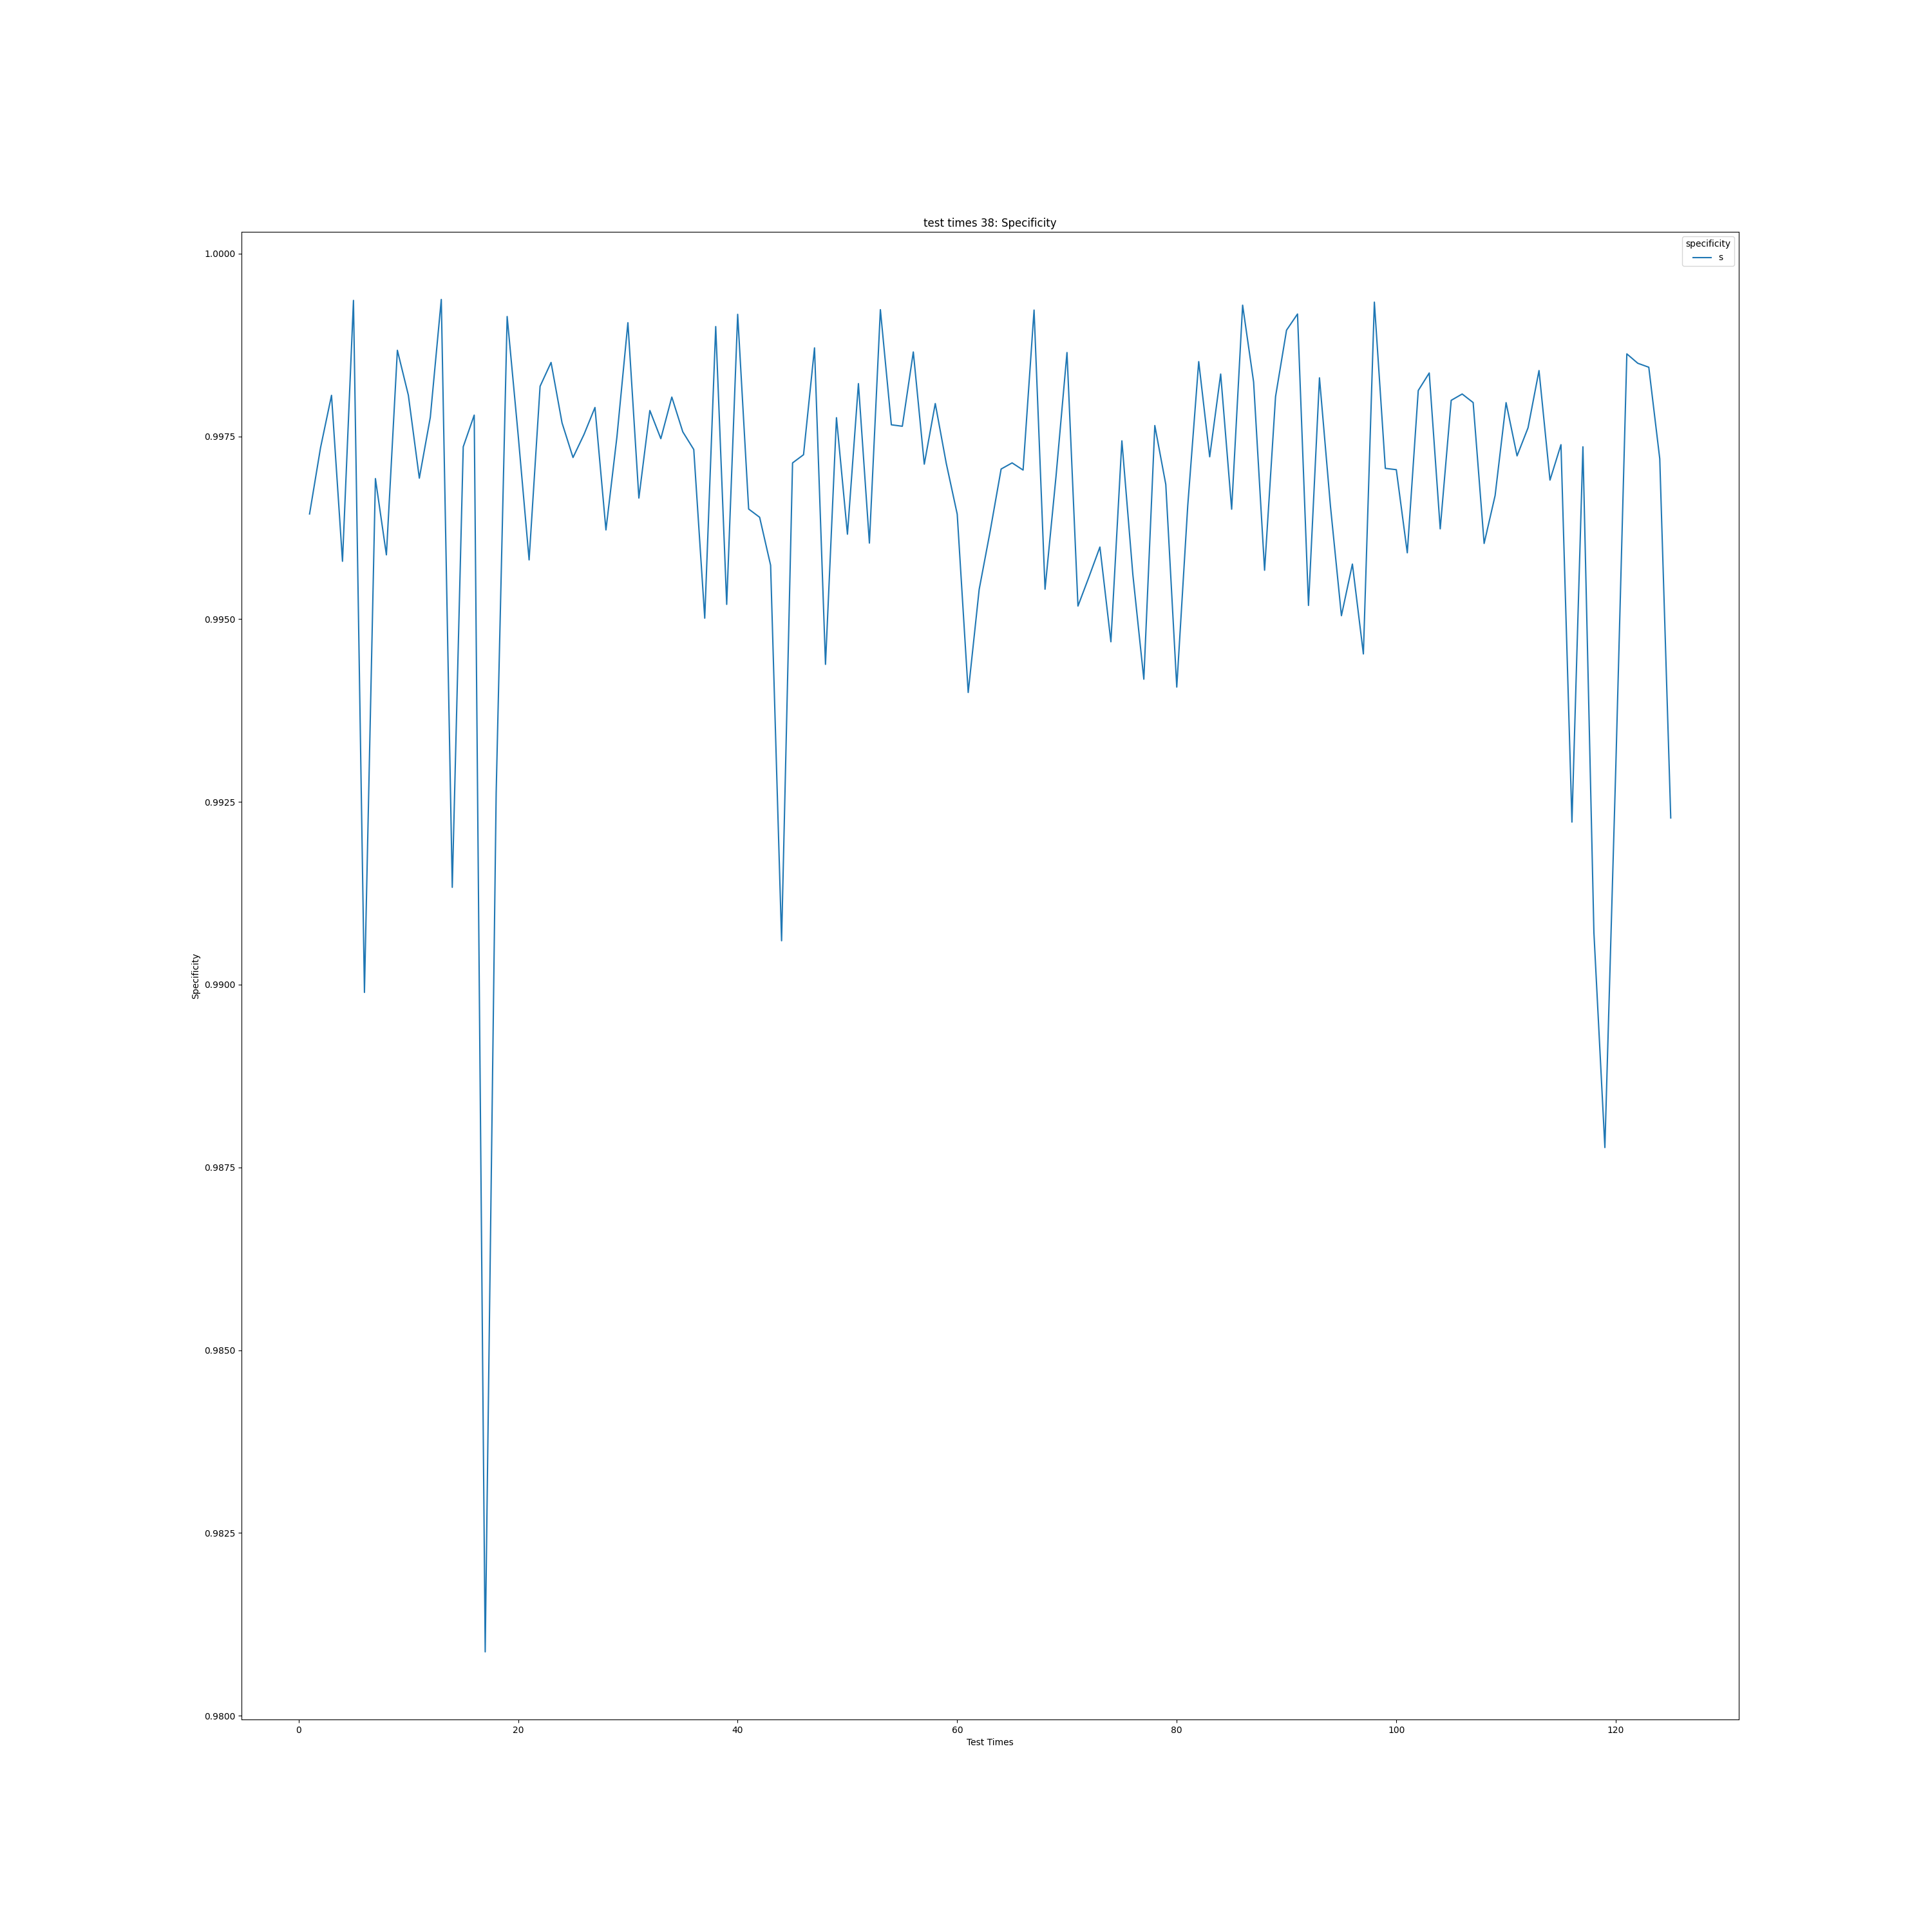 test times 38: Specificity
specificity
s
1.0000
0.9975
0.9950
0.9925
0.9900
0.9875
0.9850
0.9825
0.9800
Specificity
0 20 40 60 80 100 120
Test Times